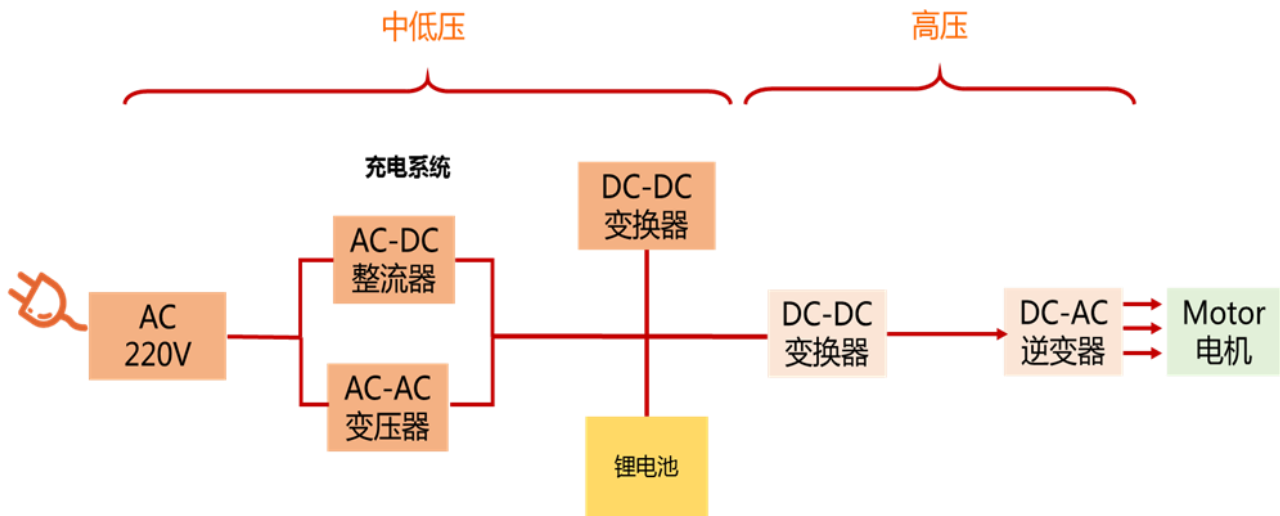 中低压
高压
充电系统
DC-DC
变换器
AC-DC
整流器
AC
220V
AC-AC
变压器
DC-DC
变换器
DC-AC
逆变器
Motor
电机
锂电池